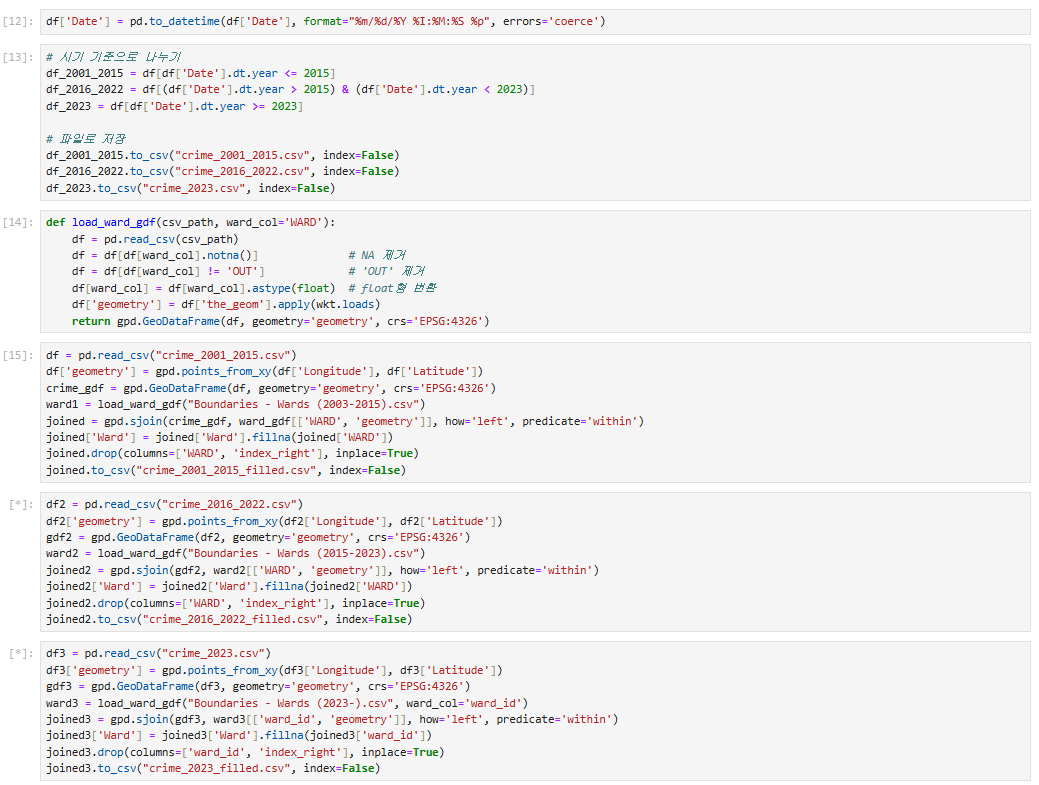 [12]: df['Date'] = pd.to_datetime(df['Date'], format="%m/%d/%Y %I:%M:%S %p", errors='coerce')
[13]: # 시기 기준으로 나누기
df_2001_2015 = df[df['Date'].dt.year <= 2015]
df_2016_2022 = df[(df['Date'].dt.year > 2015) & (df['Date'].dt.year < 2023)]
df_2023 = df[df['Date'].dt.year >= 2023]
# 파일로 저장
df_2001_2015.to_csv("crime_2001_2015.csv", index=False)
df_2016_2022.to_csv("crime_2016_2022.csv", index=False)
df_2023.to_csv("crime_2023.csv", index=False)
[14]: def load_ward_gdf(csv_path, ward_col='WARD'):
df = pd.read_csv(csv_path)
df = df[df[ward_col].notna()] # NA 제거
df = df[df[ward_col] != 'OUT'] # 'OUT' 제거
df[ward_col] = df[ward_col].astype(float) # float형 변환
df['geometry'] = df['the_geom'].apply(wkt.loads)
return gpd.GeoDataFrame(df, geometry='geometry', crs='EPSG:4326')
[15]: df = pd.read_csv("crime_2001_2015.csv")
df['geometry'] = gpd.points_from_xy(df['Longitude'], df['Latitude'])
crime_gdf = gpd.GeoDataFrame(df, geometry='geometry', crs='EPSG:4326')
ward1 = load_ward_gdf("Boundaries - Wards (2003-2015).csv")
joined = gpd.sjoin(crime_gdf, ward_gdf[['WARD', 'geometry']], how='left', predicate='within')
joined['Ward'] = joined['Ward'].fillna(joined['WARD'])
joined.drop(columns=['WARD', 'index_right'], inplace=True)
joined.to_csv("crime_2001_2015_filled.csv", index=False)
[*]: df2 = pd.read_csv("crime_2016_2022.csv")
df2['geometry'] = gpd.points_from_xy(df2['Longitude'], df2['Latitude'])
gdf2 = gpd.GeoDataFrame(df2, geometry='geometry', crs='EPSG:4326')
ward2 = load_ward_gdf("Boundaries - Wards (2015-2023).csv")
joined2 = gpd.sjoin(gdf2, ward2[['WARD', 'geometry']], how='left', predicate='within')
joined2['Ward'] = joined2['Ward'].fillna(joined2['WARD'])
joined2.drop(columns=['WARD', 'index_right'], inplace=True)
joined2.to_csv("crime_2016_2022_filled.csv", index=False)
[*]: df3 = pd.read_csv("crime_2023.csv")
df3['geometry'] = gpd.points_from_xy(df3['Longitude'], df3['Latitude'])
gdf3 = gpd.GeoDataFrame(df3, geometry='geometry', crs='EPSG:4326')
ward3 = load_ward_gdf("Boundaries - Wards (2023-).csv", ward_col='ward_id')
joined3 = gpd.sjoin(gdf3, ward3[['ward_id', 'geometry']], how='left', predicate='within')
joined3['Ward'] = joined3['Ward'].fillna(joined3['ward_id'])
joined3.drop(columns=['ward_id', 'index_right'], inplace=True)
joined3.to_csv("crime_2023_filled.csv", index=False)